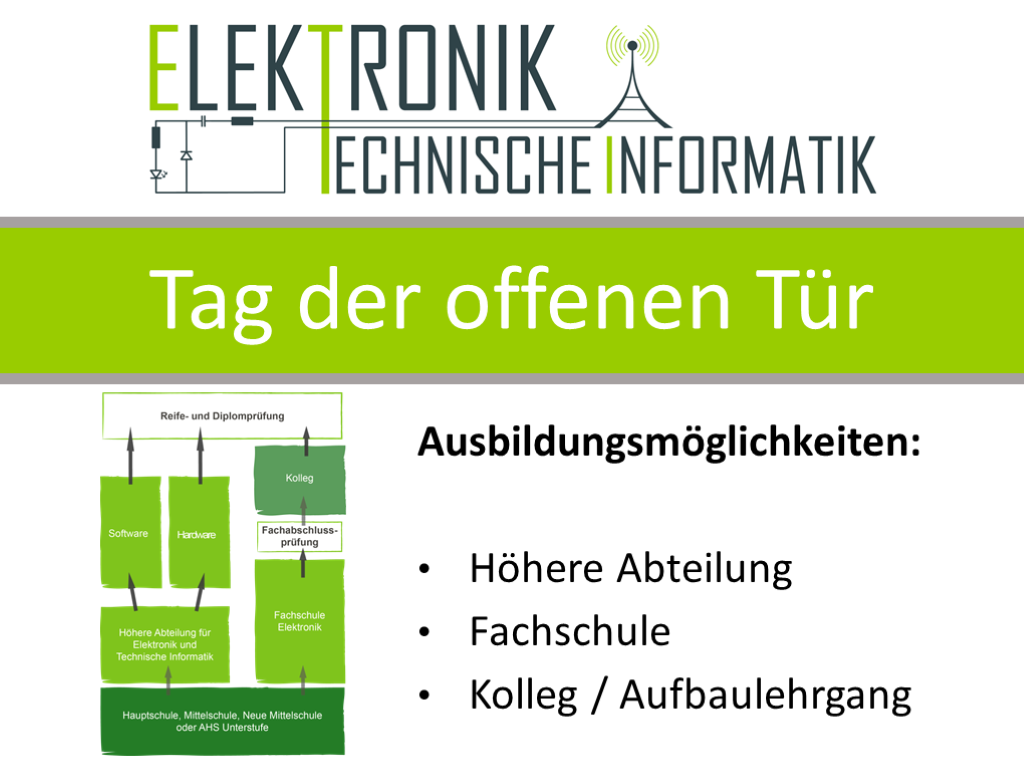 ELEKTRONIK
TECHNISCHE INFORMATIK
Tag der offenen Tür
Reife- und Diplomprüfung
Kolleg
Software
Hardware
Fachabschluss-
prüfung
Fachschule
Elektronik
Höhere Abteilung für
Elektronik und
Technische Informatik
Hauptschule, Mittelschule, Neue Mittelschule
oder AHS Unterstufe
Ausbildungsmöglichkeiten:
• Höhere Abteilung
• Fachschule
• Kolleg / Aufbaulehrgang